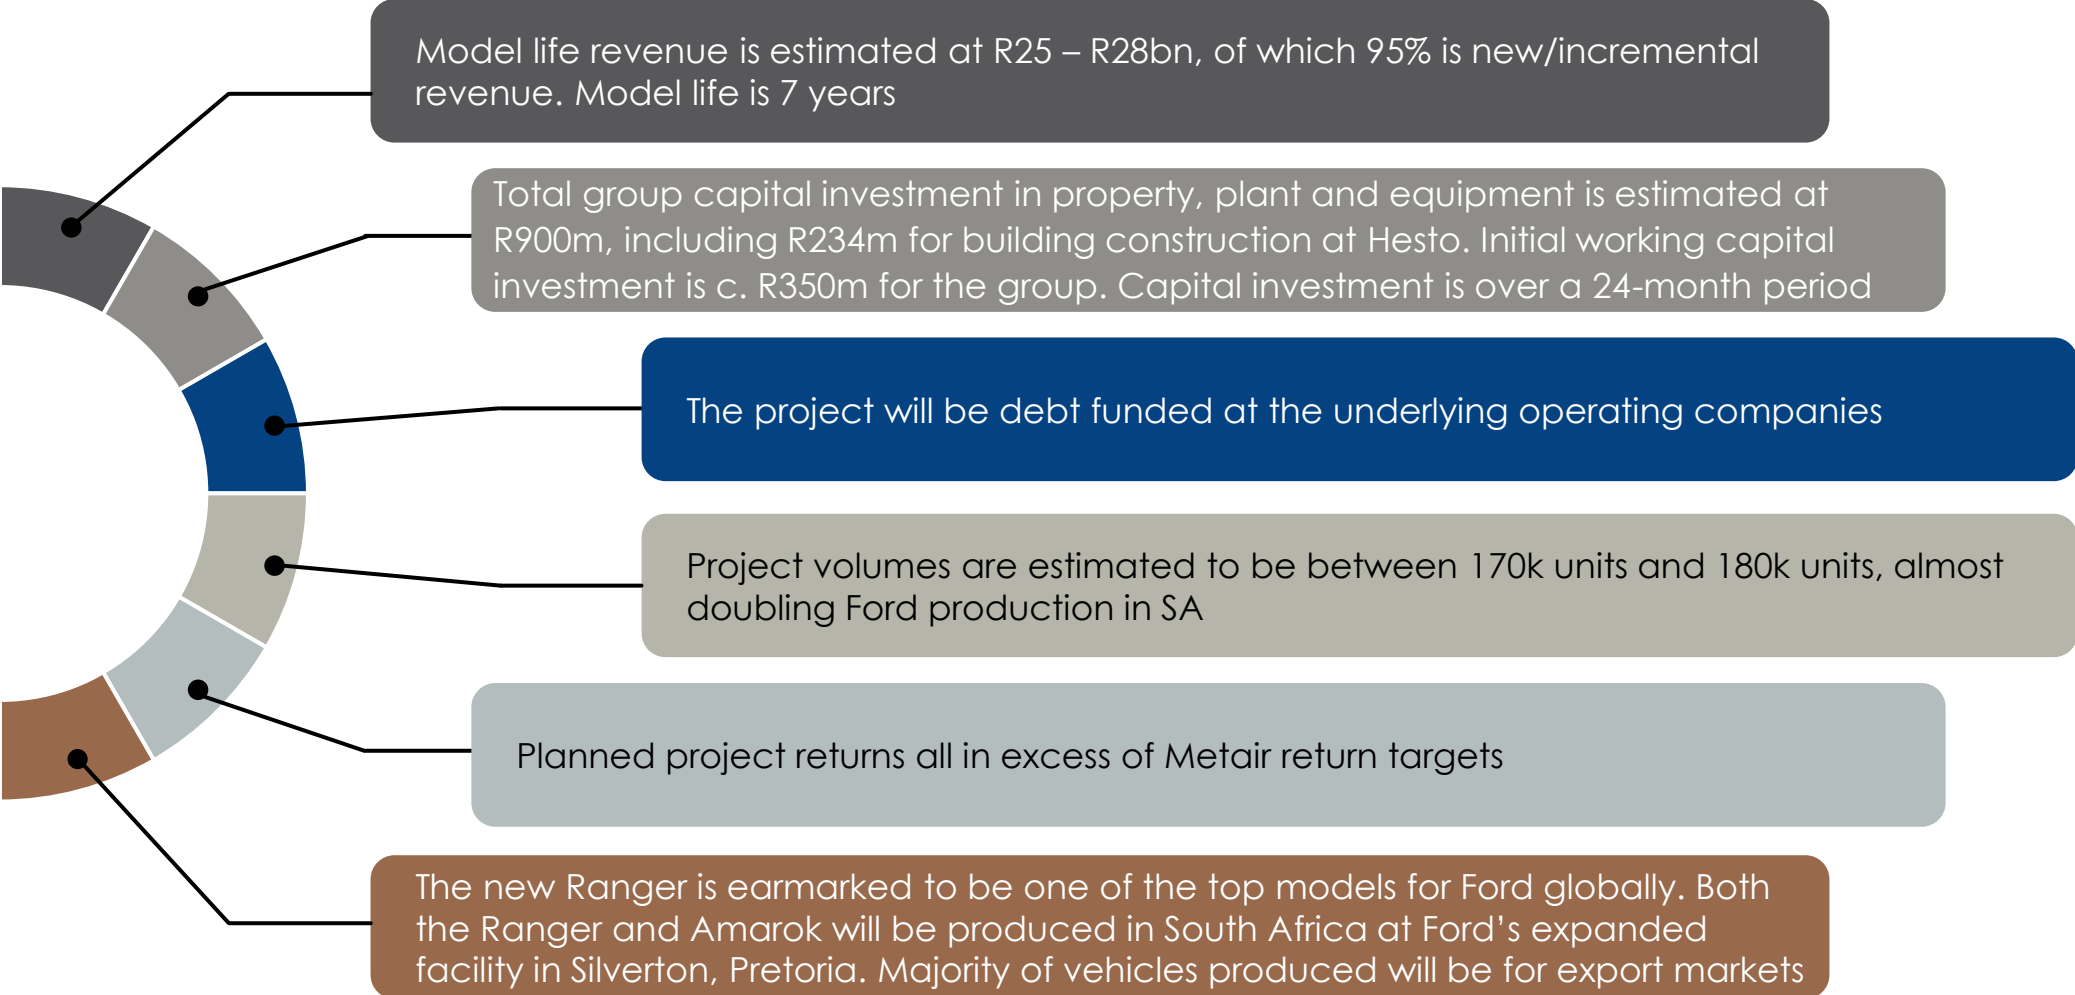 Model life revenue is estimated at R25 – R28bn, of which 95% is new/incremental
revenue. Model life is 7 years
Total group capital investment in property, plant and equipment is estimated at
R900m, including R234m for building construction at Hesto. Initial working capital
investment is c. R350m for the group. Capital investment is over a 24-month period
The project will be debt funded at the underlying operating companies
Project volumes are estimated to be between 170k units and 180k units, almost
doubling Ford production in SA
Planned project returns all in excess of Metair return targets
The new Ranger is earmarked to be one of the top models for Ford globally. Both
the Ranger and Amarok will be produced in South Africa at Ford’s expanded
facility in Silverton, Pretoria. Majority of vehicles produced will be for export markets